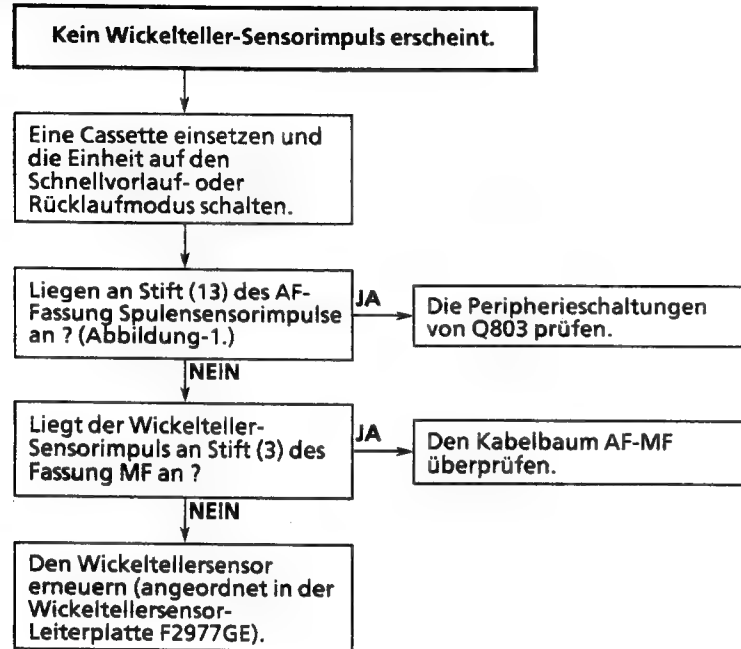 Kein Wickelteller-Sensorimpuls erscheint.
Eine Cassette einsetzen und
die Einheit auf den
Schnellvorlauf- oder
Rücklaufmodus schalten.
Liegen an Stift (13) des AF-
Fassung Spulensensorimpulse
an ? (Abbildung-1.)
JA
Die Peripherieschaltungen
von Q803 prüfen.
NEIN
Liegt der Wickelteller-
Sensorimpuls an Stift (3) des
Fassung MF an ?
JA
Den Kabelbaum AF-MF
überprüfen.
NEIN
Den Wickeltellersensor
erneuern (angeordnet in der
Wickeltellersensor-
Leiterplatte F2977GE).